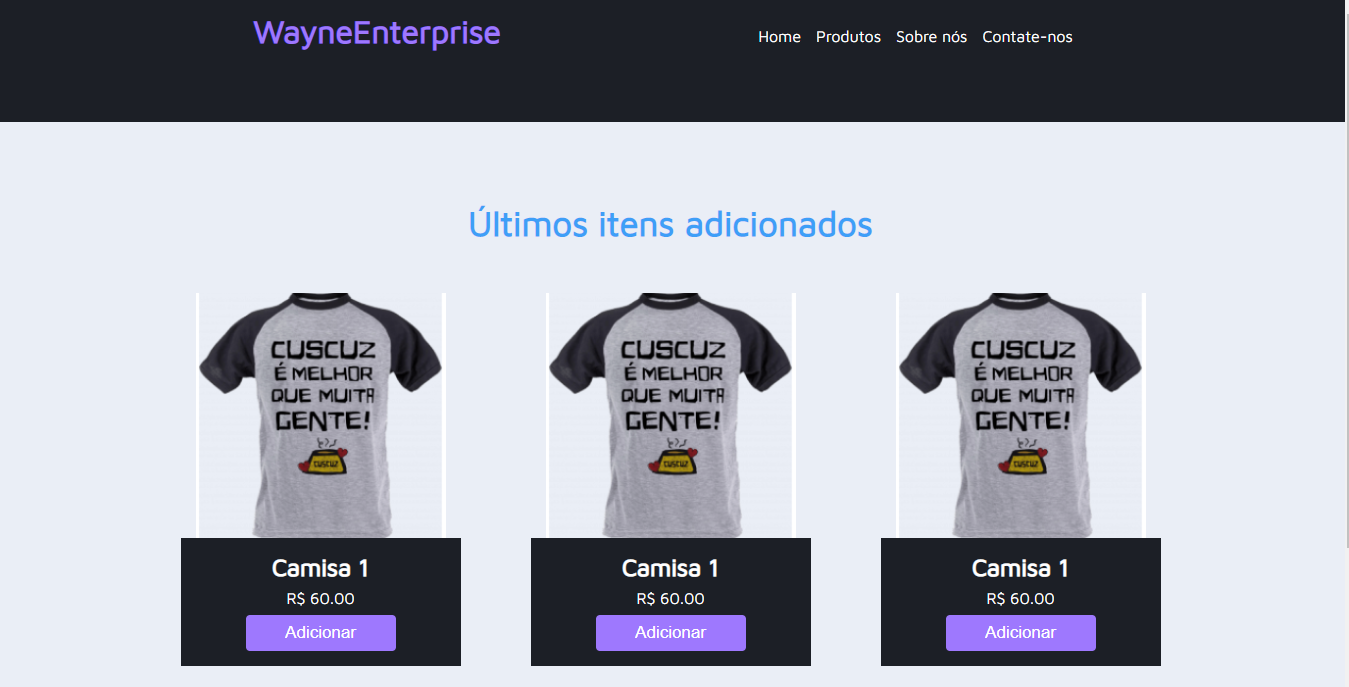 WayneEnterprise
Home Produtos Sobre nós Contate-nos
Últimos itens adicionados
CUSCUZ
É MELHOR
QUE MUITA
GENTE!
CUSCUZ
CUSCUZ
É MELHOR
QUE MUITA
GENTE!
CUSCUZ
CUSCUZ
É MELHOR
QUE MUITA
GENTE!
CUSCUZ
Camisa 1
R$ 60.00
Adicionar
Camisa 1
R$ 60.00
Adicionar
Camisa 1
R$ 60.00
Adicionar